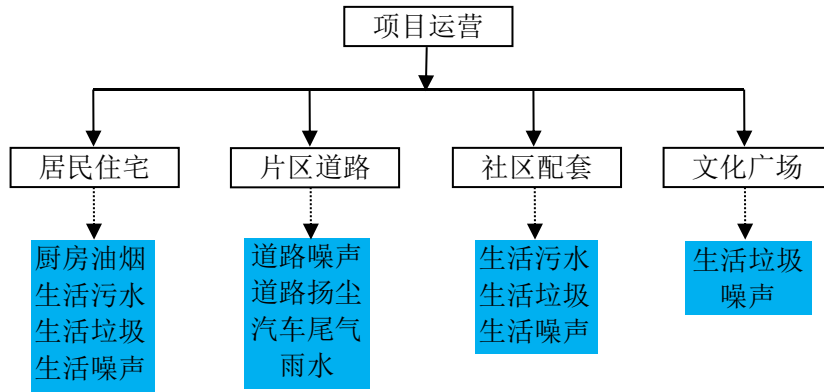 项目运营
居民住宅
片区道路
社区配套
文化广场
厨房油烟
生活污水
生活垃圾
生活噪声
道路噪声
道路扬尘
汽车尾气
雨水
生活污水
生活垃圾
生活噪声
生活垃圾
噪声